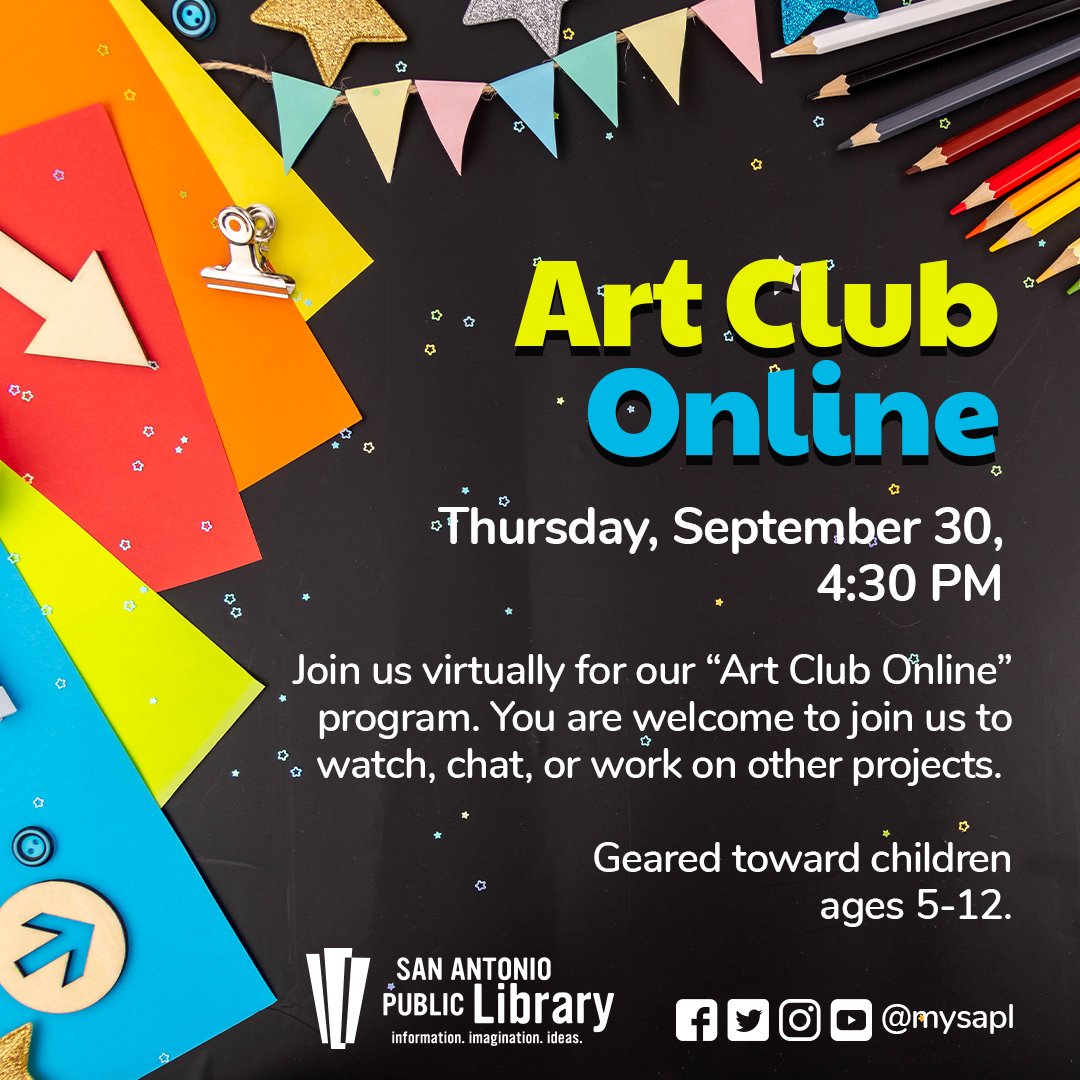 Art Club
Online
Thursday, September 30,
4:30 PM
Join us virtually for our “Art Club Online”
program. You are welcome to join us to
watch, chat, or work on other projects.
Geared toward children
ages 5-12.
SAN ANTONIO
PUBLIC Library
information. imagination. ideas.
@mysapl